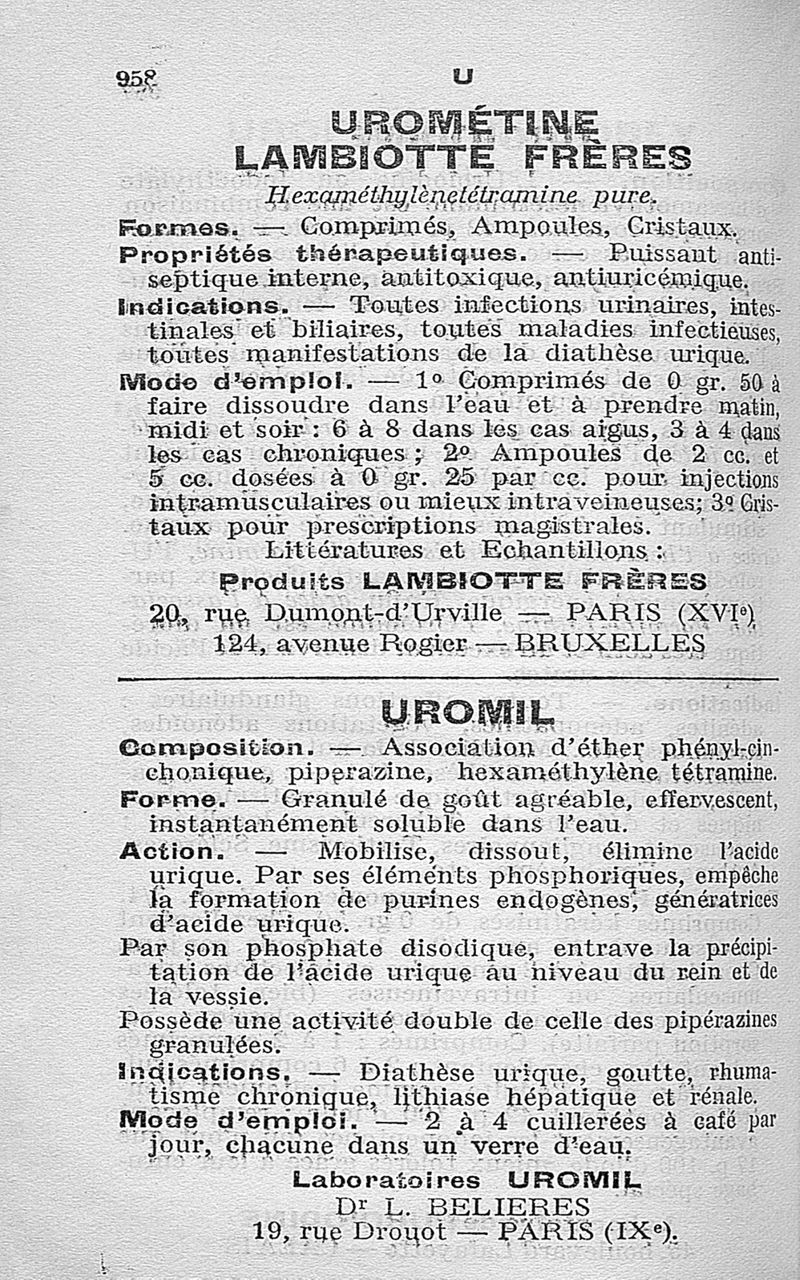 958
U
UROMÉTINE
LAMBIOTTE FRÈRES
Hexaméthylènetétramine pure.
Formes. — Comprimés, Ampoules, Cristaux.
Propriétés thérapeutiques. — Puissant anti-
septique interne, antitoxique, antiuricémique.
Indications. — Toutes infections urinaires, intes-
tinales et biliaires, toutes maladies infectieuses,
toutes manifestations de la diathèse urique.
Mode d'emploi. — 1º Comprimés de 0 gr. 50 à
faire dissoudre dans l'eau et à prendre matin,
midi et soir : 6 à 8 dans les cas aigus, 3 à 4 dans
les cas chroniques ; 2º Ampoules de 2 cc. et
5 cc. dosées à 0 gr. 25 par cc. pour injections
intramusculaires ou mieux intraveineuses; 3º Cris-
taux pour prescriptions magistrales.
Littératures et Echantillons :
Produits LAMBIOTTE FRÈRES
20, rue Dumont-d'Urville — PARIS (XVIe)
124, avenue Rogier — BRUXELLES
UROMIL
Composition. — Association d'éther phényl-cin-
chonique, pipérazine, hexaméthylène tétramine.
Forme. — Granulé de goût agréable, effervescent,
instantanément soluble dans l'eau.
Action. — Mobilise, dissout, élimine l'acide
urique. Par ses éléments phosphoriques, empêche
la formation de purines endogènes, génératrices
d'acide urique.
Par son phosphate disodique, entrave la précipi-
tation de l'acide urique au niveau du rein et de
la vessie.
Possède une activité double de celle des pipérazines
granulées.
Indications. — Diathèse urique, goutte, rhuma-
tisme chronique, lithiase hépatique et rénale.
Mode d'emploi. — 2 à 4 cuillerées à café par
jour, chacune dans un verre d'eau.
Laboratoires UROMIL
Dr L. BELIERES
19, rue Drouot — PARIS (IXe).